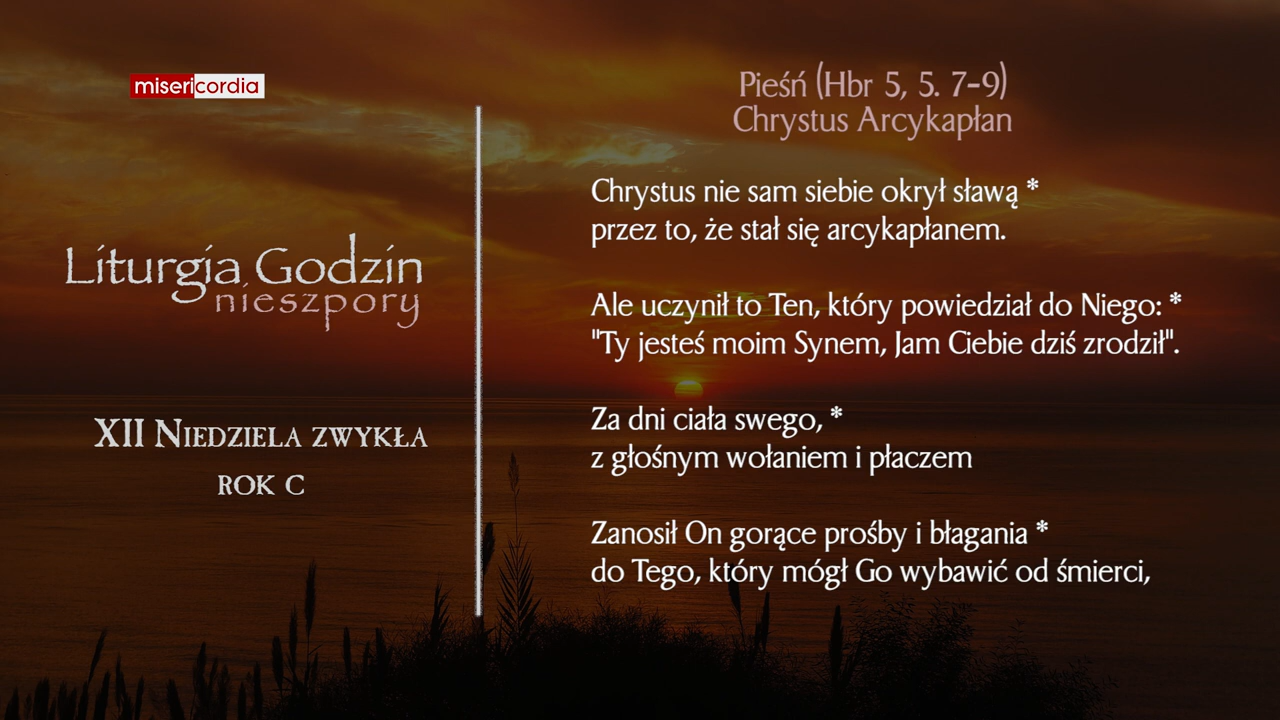 misericordia
Liturgia Godzin
nieszpory
XII Niedziela zwykła
rok C
Pieśń (Hbr 5, 5. 7-9)
Chrystus Arcykapłan
Chrystus nie sam siebie okrył sławą *
przez to, że stał się arcykapłanem.
Ale uczynił to Ten, który powiedział do Niego: *
"Ty jesteś moim Synem, Jam Ciebie dziś zrodził".
Za dni ciała swego, *
z głośnym wołaniem i płaczem
Zanosił On gorące prośby i błagania *
do Tego, który mógł Go wybawić od śmierci,